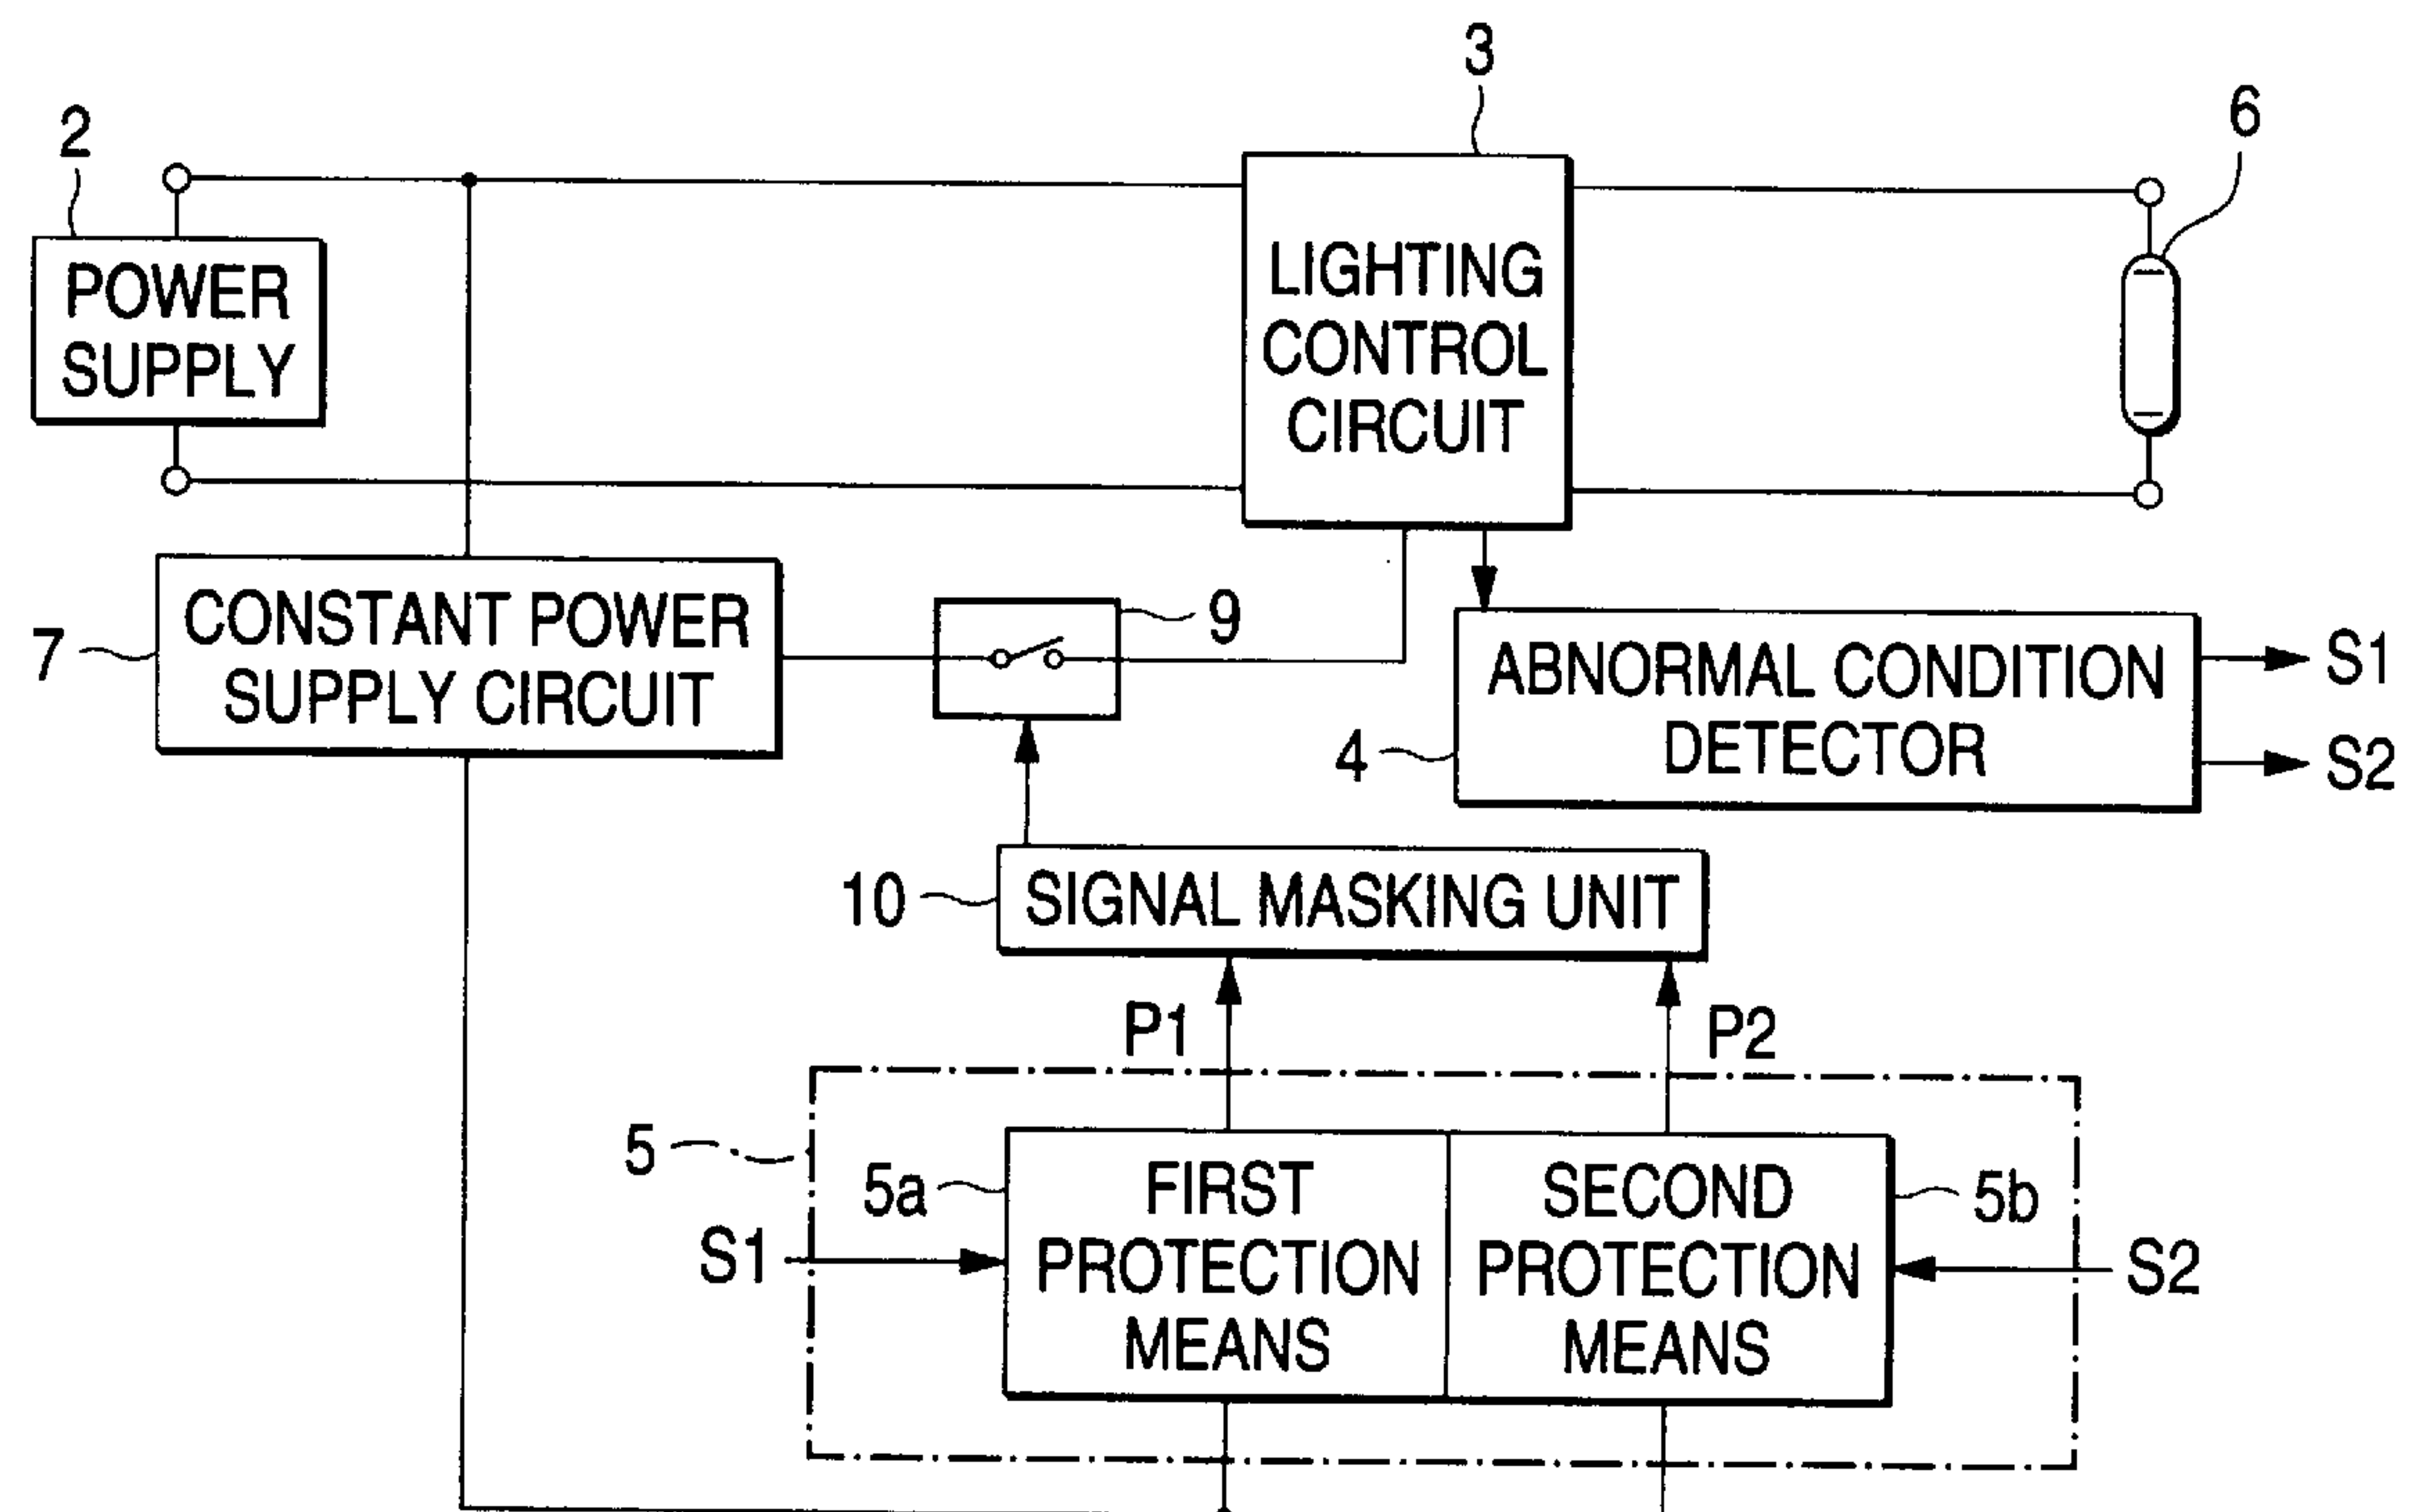 3
6
2
POWER
SUPPLY
LIGHTING
CONTROL
CIRCUIT
7
CONSTANT POWER
SUPPLY CIRCUIT
9
4
ABNORMAL CONDITION
DETECTOR
S1
S2
10
SIGNAL MASKING UNIT
P1
P2
5
5a
FIRST
PROTECTION
MEANS
SECOND
PROTECTION
MEANS
5b
S1
S2